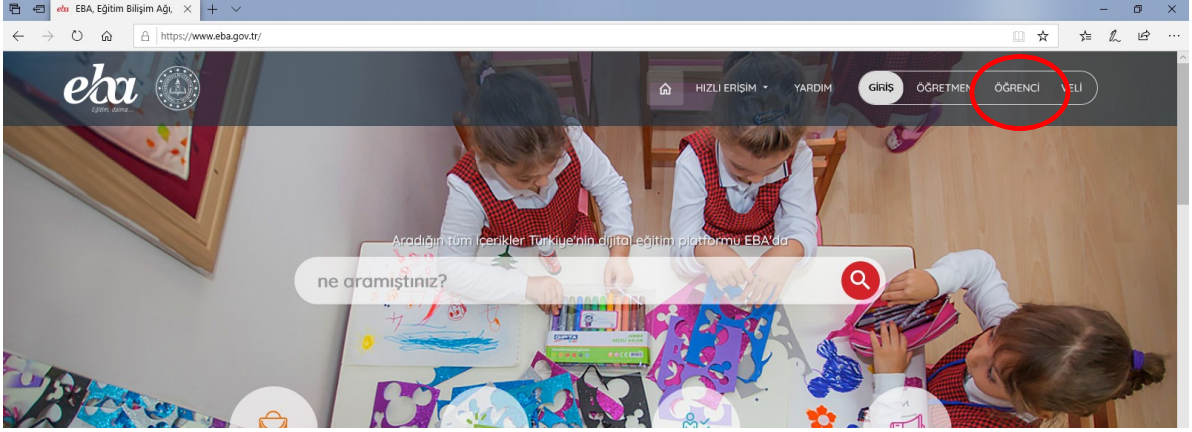 eba EBA, Eğitim Bilişim Ağı,
https://www.eba.gov.tr/
eba
Eğitim, daima...
HIZLI ERİŞİM
YARDIM
GİRİŞ
ÖĞRETMEN
ÖĞRENCİ
VELİ
Aradığın tüm içerikler Türkiye'nin dijital eğitim platformu EBA'da
ne aramıştınız?